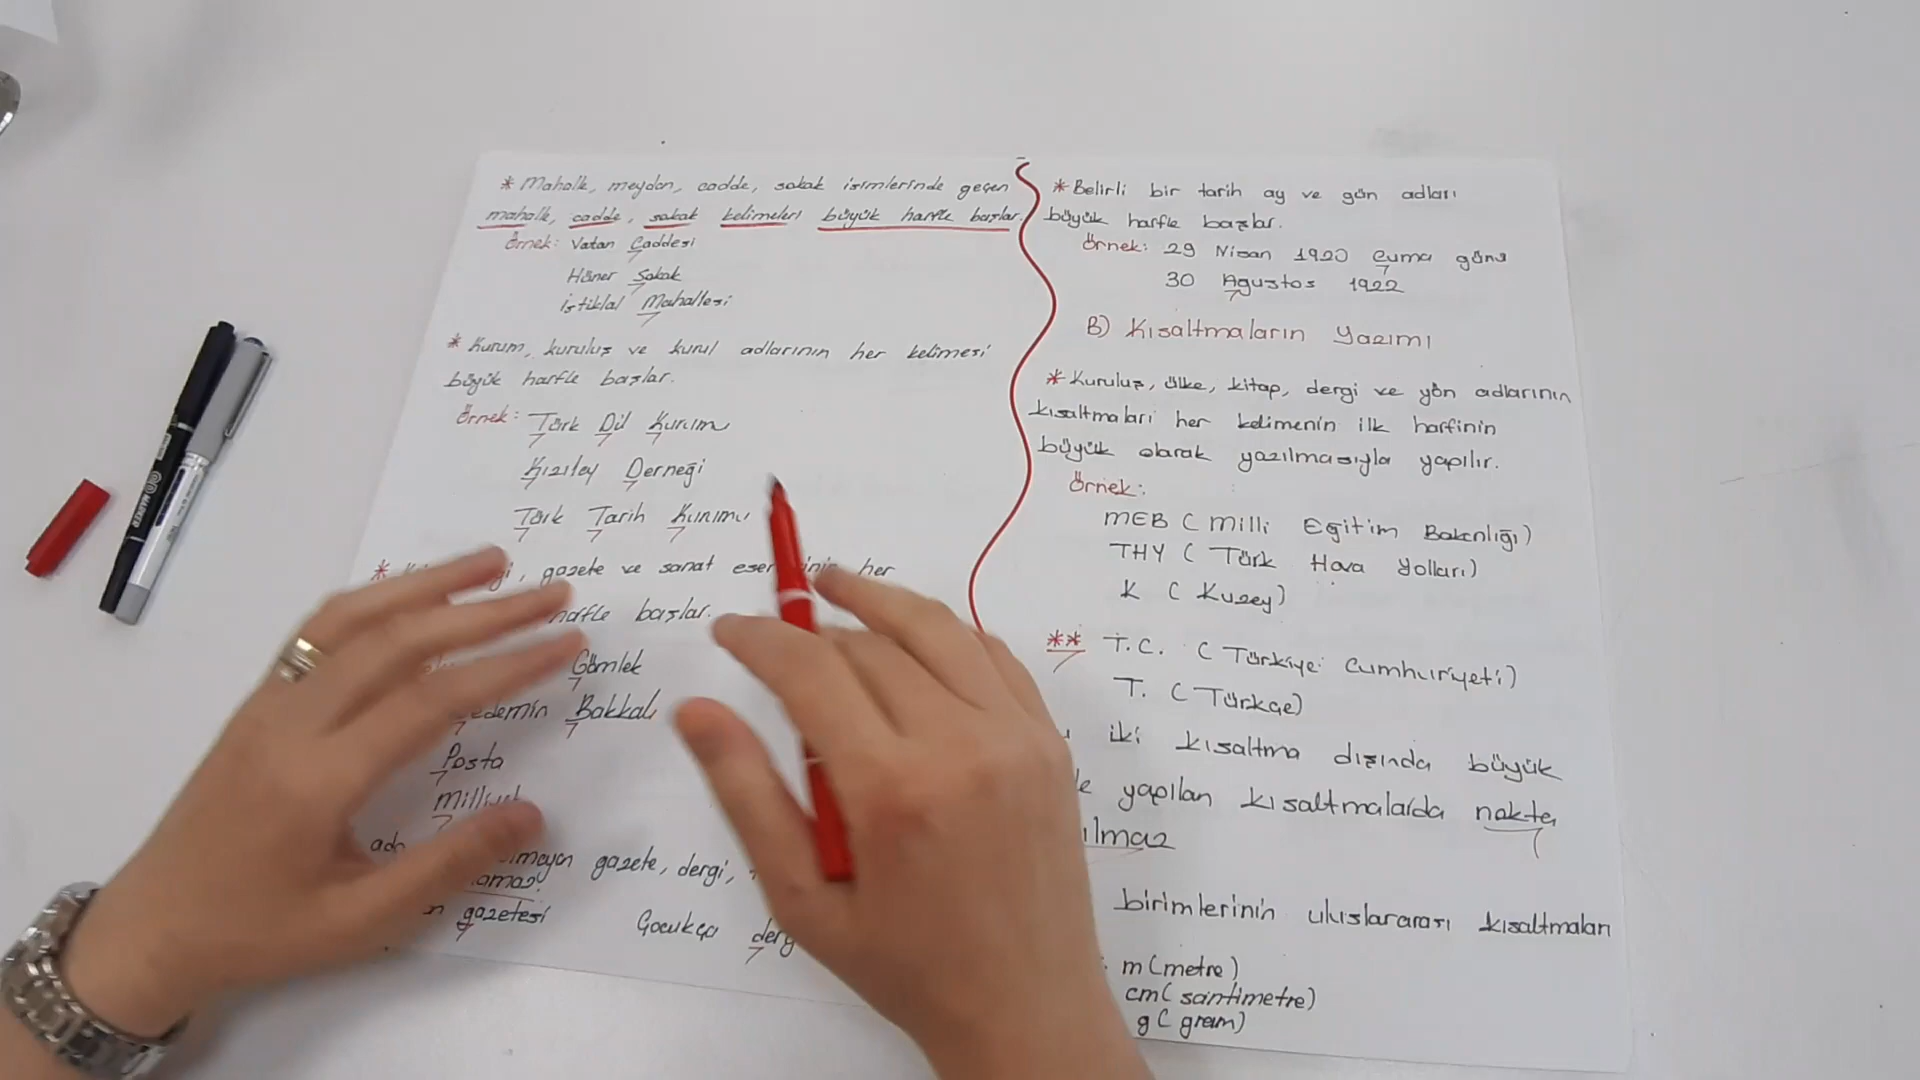 * Mahalle, meydan, cadde, sokak isimlerinde geçen
mahalle, cadde, sokak kelimeleri büyük harfle başlar.
Örnek: Vatan Caddesi
Hüner Sokak
İstiklal Mahallesi
* Kurum, kuruluş ve kurul adlarının her kelimesi
büyük harfle başlar.
Örnek: Türk Dil Kurum
Kızılay Derneği
Türk Tarih Kurumu
* gazete ve sanat her
harfle başlar.
Gömlek
Bakkalı
Posta
Milliyet
gazete, dergi,
gazetesi Çocukça
* Belirli bir tarih ay ve gün adları
büyük harfle başlar.
Örnek: 29 Nisan 1920 Cuma günü
30 Ağustos 1922
B) Kısaltmaların Yazımı
* Kuruluş, ülke, kitap, dergi ve yön adlarının
kısaltmaları her kelimenin ilk harfinin
büyük olarak yazılmasıyla yapılır.
Örnek:
MEB ( Milli Eğitim Bakanlığı)
THY ( Türk Hava Yolları)
K ( Kuzey)
** T.C. ( Türkiye Cumhuriyeti)
T. ( Türkçe)
iki kısaltma dışında büyük
yapılan kısaltmalarda nokta
birimlerinin uluslararası kısaltmaları
m (metre)
cm( santimetre)
g ( gram)